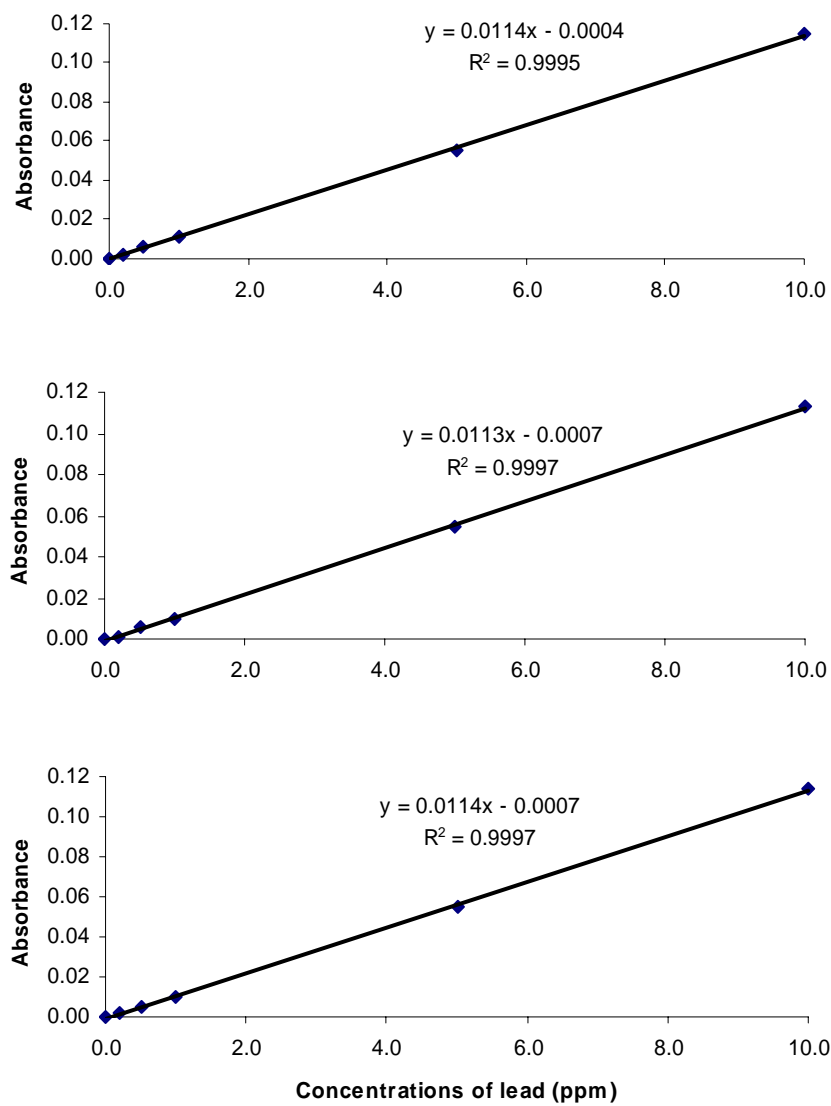 0.12
y = 0.0114x - 0.0004
R² = 0.9995
0.10
0.08
0.06
0.04
0.02
0.00
Absorbance
0.0 2.0 4.0 6.0 8.0 10.0
0.12
y = 0.0113x - 0.0007
R² = 0.9997
0.10
0.08
0.06
0.04
0.02
0.00
Absorbance
0.0 2.0 4.0 6.0 8.0 10.0
0.12
y = 0.0114x - 0.0007
R² = 0.9997
0.10
0.08
0.06
0.04
0.02
0.00
Absorbance
0.0 2.0 4.0 6.0 8.0 10.0
Concentrations of lead (ppm)